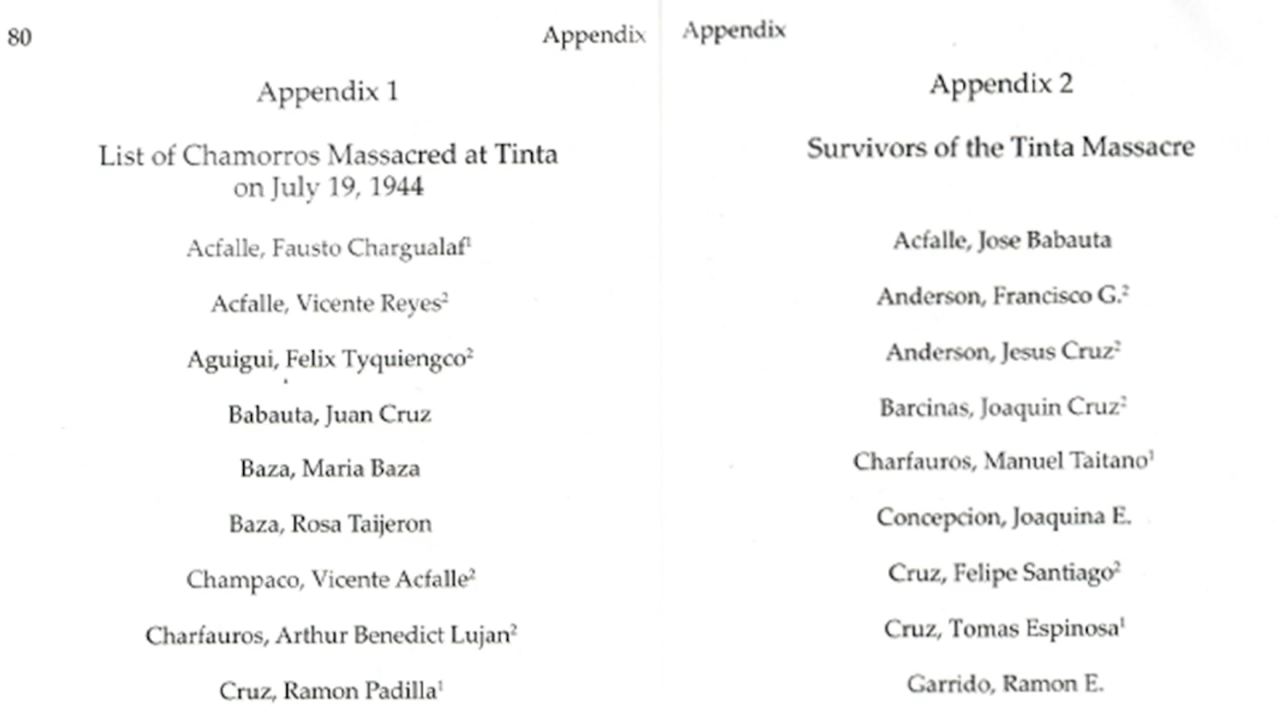 80
Appendix
Appendix 1
List of Chamorros Massacred at Tinta
on July 19, 1944
Acfalle, Fausto Chargualaf¹
Acfalle, Vicente Reyes²
Aguigui, Felix Tyquiengco²
Babauta, Juan Cruz
Baza, Maria Baza
Baza, Rosa Taijeron
Champaco, Vicente Acfalle²
Charfauros, Arthur Benedict Lujan²
Cruz, Ramon Padilla¹
Appendix
Appendix 2
Survivors of the Tinta Massacre
Acfalle, Jose Babauta
Anderson, Francisco G.²
Anderson, Jesus Cruz²
Barcinas, Joaquin Cruz²
Charfauros, Manuel Taitano¹
Concepcion, Joaquina E.
Cruz, Felipe Santiago²
Cruz, Tomas Espinosa¹
Garrido, Ramon E.